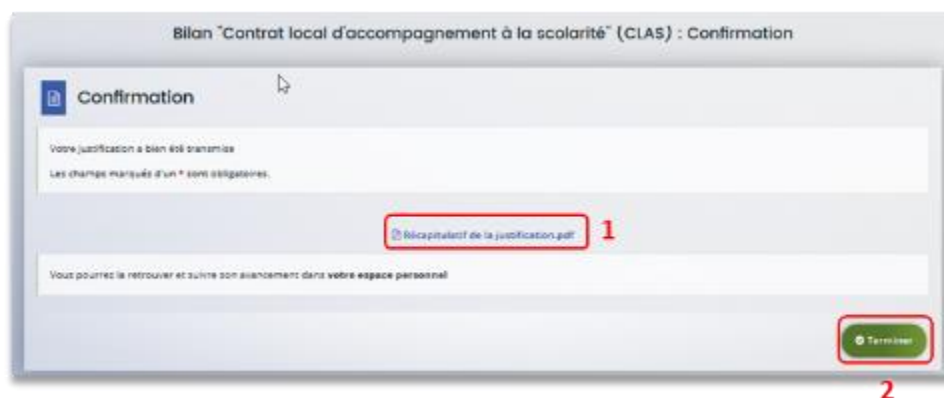 Bilan "Contrat local d'accompagnement à la scolarité" (CLAS) : Confirmation
Confirmation
Votre justification a bien été transmise
Les champs marqués d'un * sont obligatoires.
Récapitulatif de la justification.pdf
1
Vous pourrez la retrouver et suivre son avancement dans votre espace personnel
Terminer
2